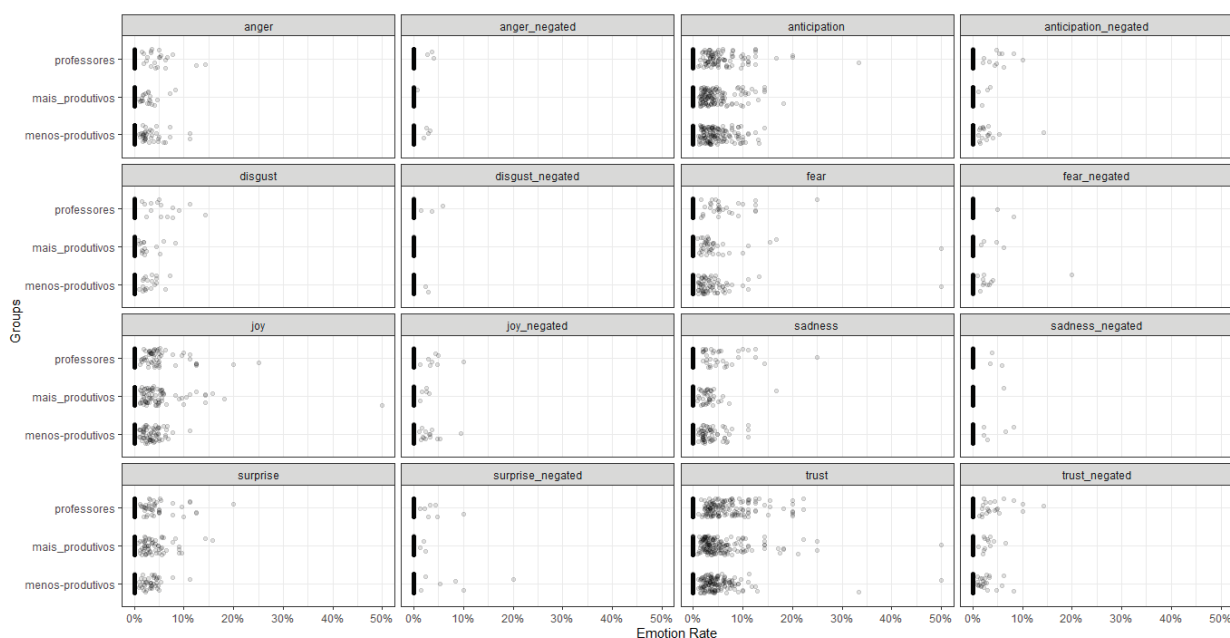 anger anger_negated anticipation anticipation_negated
professores
mais_produtivos
menos-produtivos
disgust disgust_negated fear fear_negated
professores
mais_produtivos
menos-produtivos
Groups
joy joy_negated sadness sadness_negated
professores
mais_produtivos
menos-produtivos
surprise surprise_negated trust trust_negated
professores
mais_produtivos
menos-produtivos
0% 10% 20% 30% 40% 50% 0% 10% 20% 30% 40% 50% 0% 10% 20% 30% 40% 50% 0% 10% 20% 30% 40% 50%
Emotion Rate